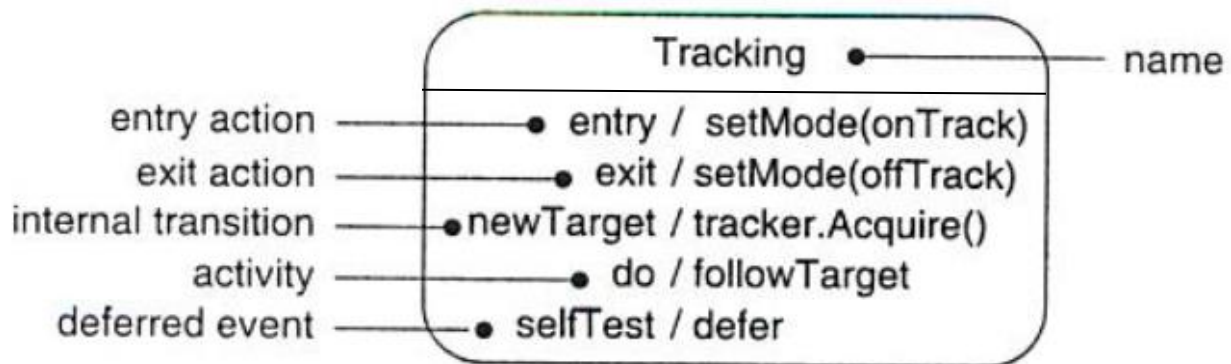 Tracking name
entry action entry / setMode(onTrack)
exit action exit / setMode(offTrack)
internal transition newTarget / tracker.Acquire()
activity do / followTarget
deferred event selfTest / defer